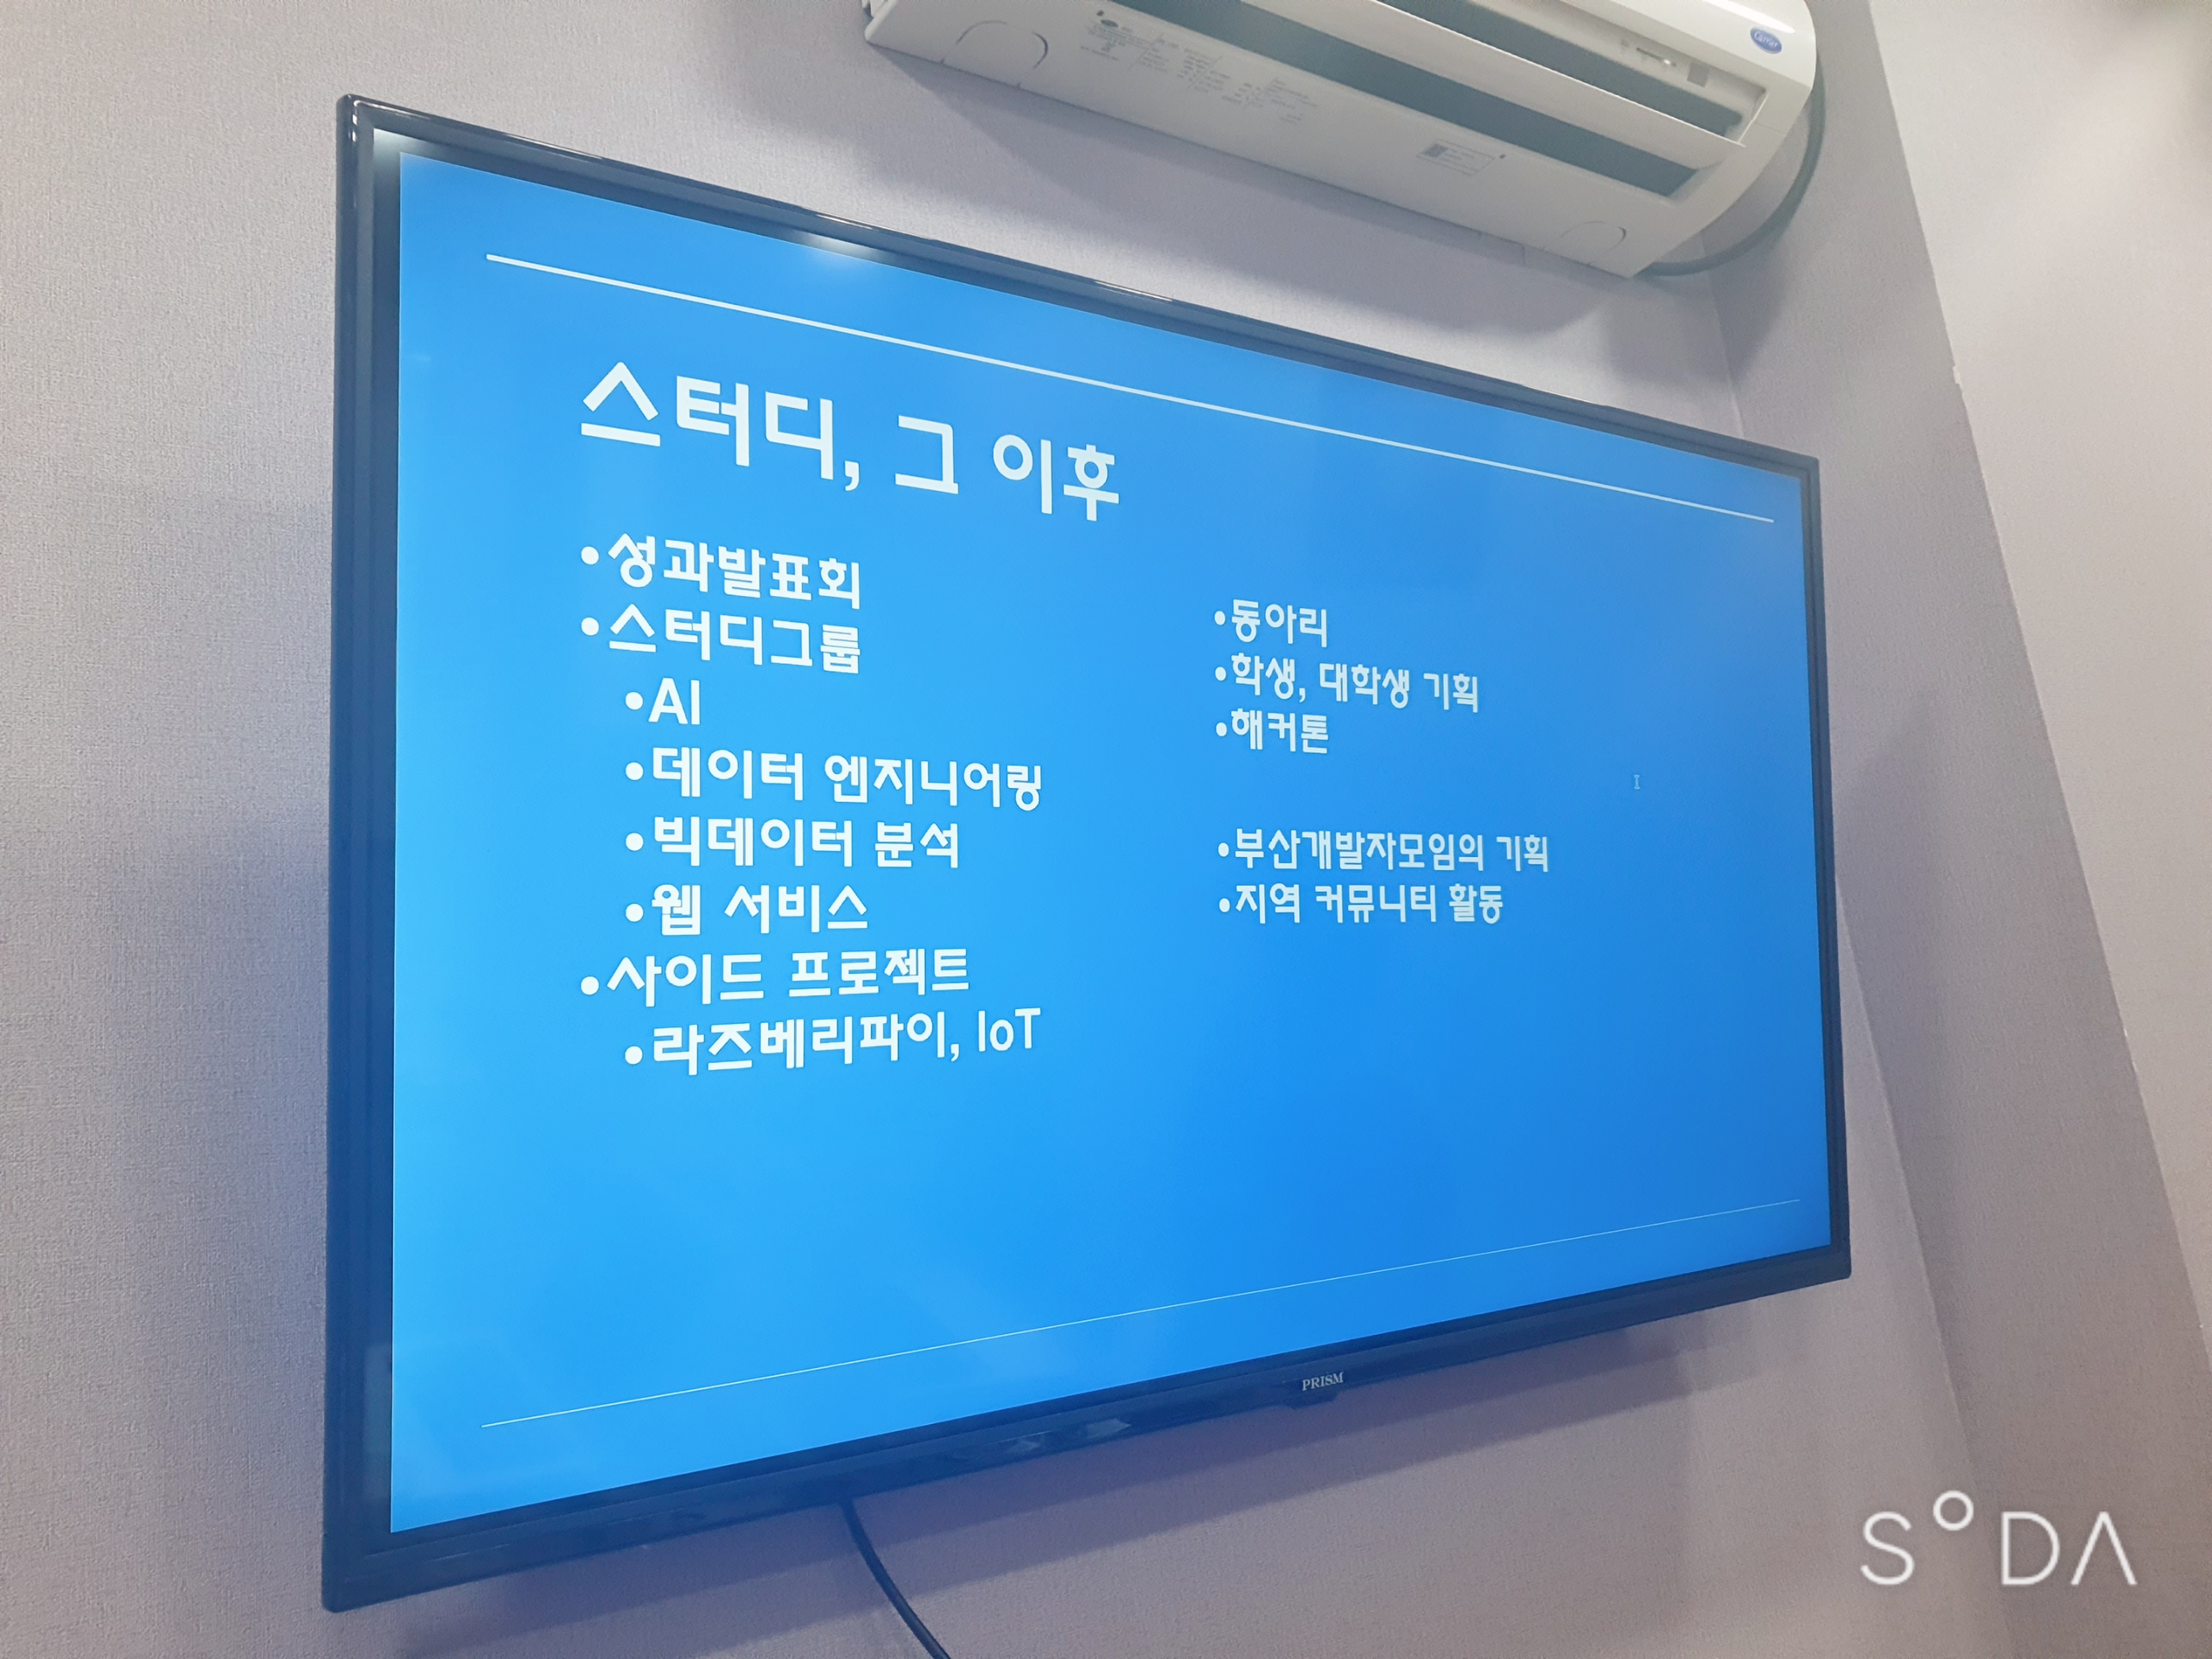 Carrier
스터디, 그 이후
•성과발표회
•스터디그룹
•AI
•데이터 엔지니어링
•빅데이터 분석
•웹 서비스
•사이드 프로젝트
•라즈베리파이, IoT
•동아리
•학생, 대학생 기획
•해커톤
•부산개발자모임의 기획
•지역 커뮤니티 활동
PRISM
SODA